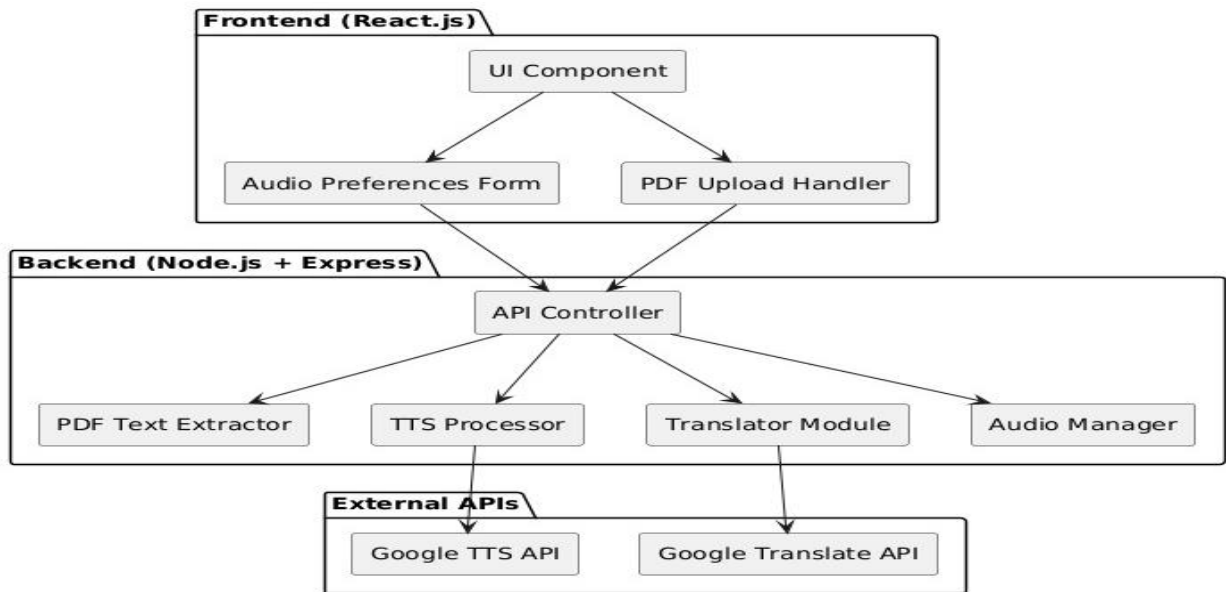 Frontend (React.js)
UI Component
Audio Preferences Form
PDF Upload Handler
Backend (Node.js + Express)
API Controller
PDF Text Extractor
TTS Processor
Translator Module
Audio Manager
External APIs
Google TTS API
Google Translate API